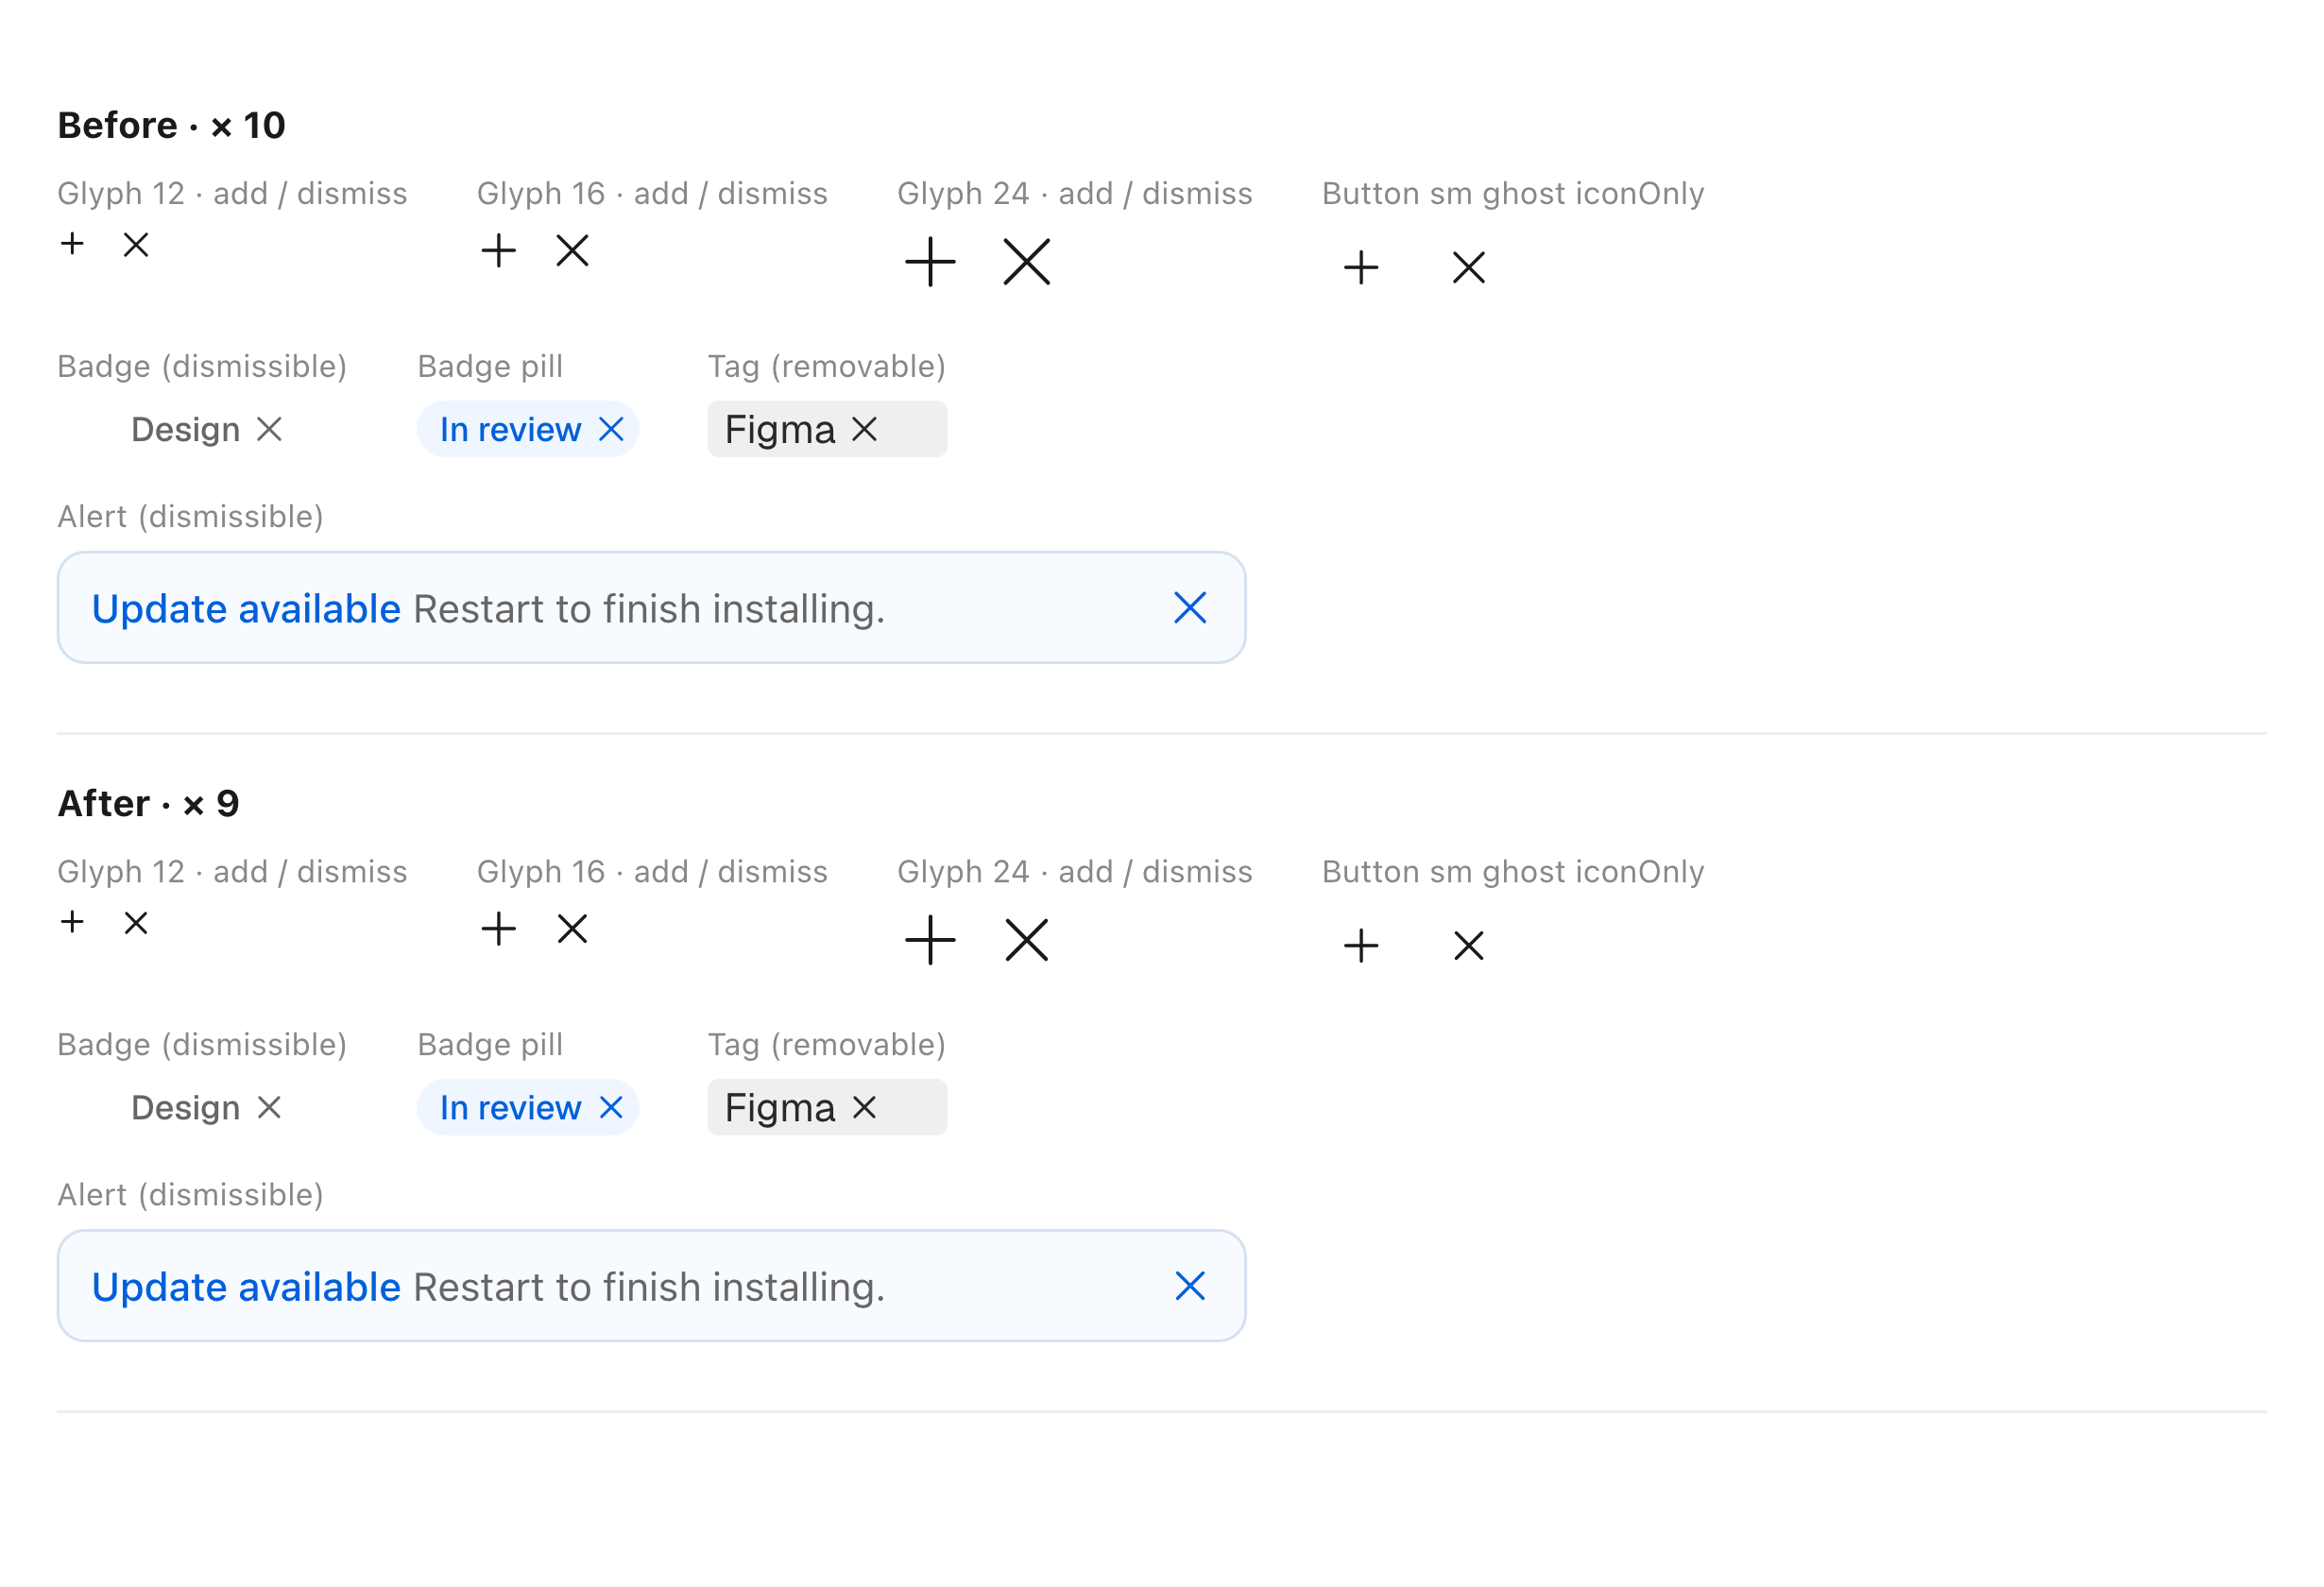 Before · × 10
Glyph 12 · add / dismiss Glyph 16 · add / dismiss Glyph 24 · add / dismiss Button sm ghost iconOnly
Badge (dismissible) Badge pill Tag (removable)
Design In review Figma
Alert (dismissible)
Update available Restart to finish installing.
After · × 9
Glyph 12 · add / dismiss Glyph 16 · add / dismiss Glyph 24 · add / dismiss Button sm ghost iconOnly
Badge (dismissible) Badge pill Tag (removable)
Design In review Figma
Alert (dismissible)
Update available Restart to finish installing.